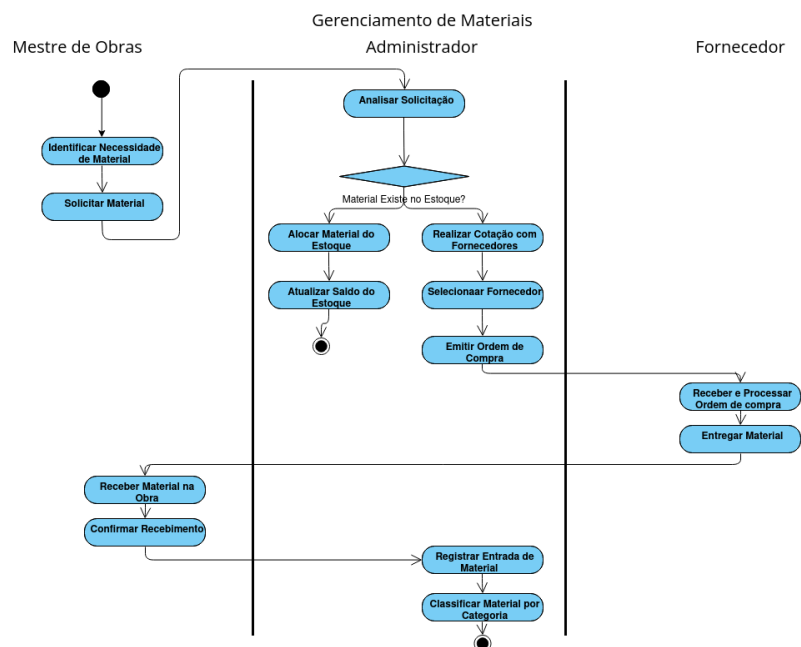 Gerenciamento de Materiais
Mestre de Obras
Administrador
Fornecedor
Analisar Solicitação
Identificar Necessidade
de Material
Solicitar Material
Material Existe no Estoque?
Alocar Material do
Estoque
Realizar Cotação com
Fornecedores
Atualizar Saldo do
Estoque
Selecionaar Fornecedor
Emitir Ordem de
Compra
Receber e Processar
Ordem de compra
Entregar Material
Receber Material na
Obra
Confirmar Recebimento
Registrar Entrada de
Material
Classificar Material por
Categoria